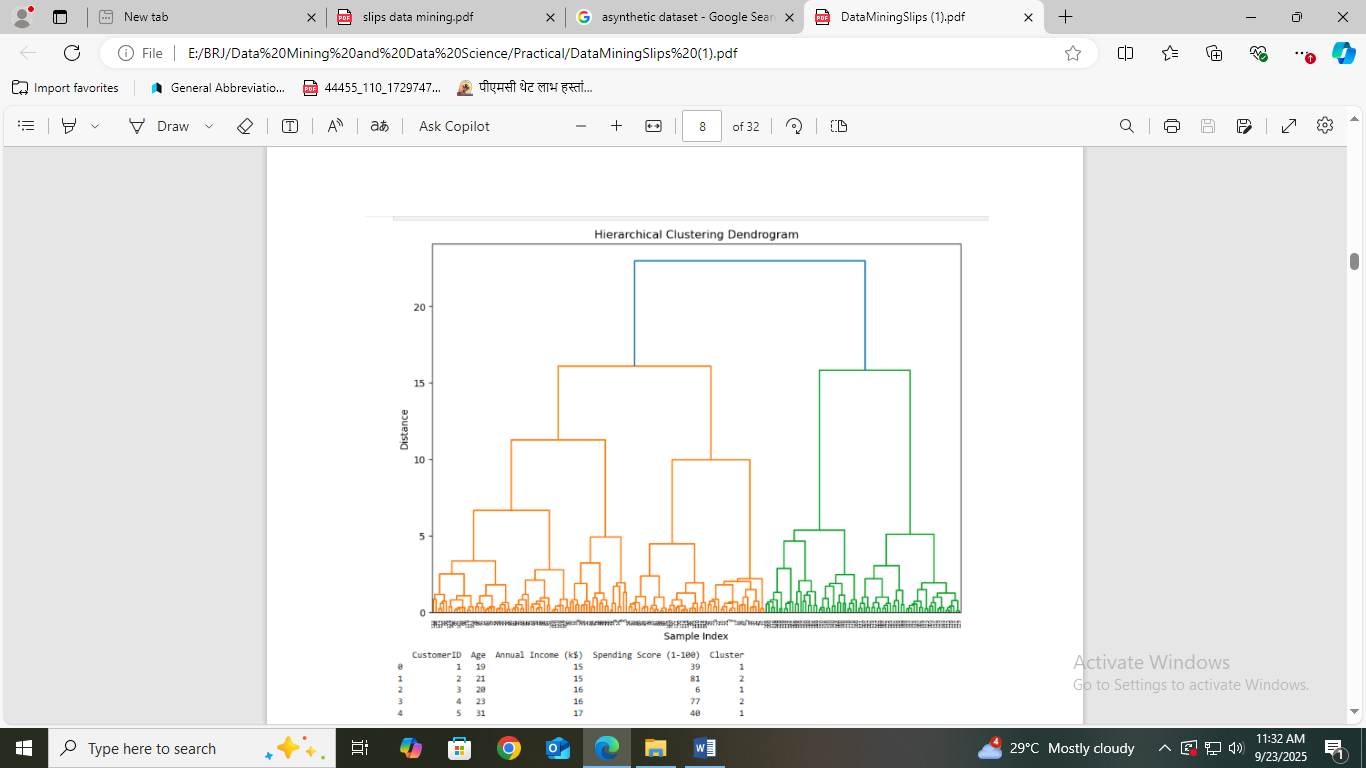 New tab
slips data mining.pdf
asynthetic dataset - Google Sear
DataMiningSlips (1).pdf
File
E:/BRJ/Data%20Mining%20and%20Data%20Science/Practical/DataMiningSlips%20(1).pdf
Import favorites
General Abbreviatio...
PDF
44455_110_1729747...
पीएमसी थेट लाभ हस्तां...
Draw
Ask Copilot
8
of 32
Hierarchical Clustering Dendrogram
20
15
10
5
0
Distance
Sample Index
CustomerID Age Annual Income (k$) Spending Score (1-100) Cluster
0 1 19 15 39 1
1 2 21 15 81 2
2 3 20 16 6 1
3 4 23 16 77 2
4 5 31 17 40 1
Activate Windows
Go to Settings to activate Windows.
Type here to search
4
29°C Mostly cloudy
11:32 AM
9/23/2025
1